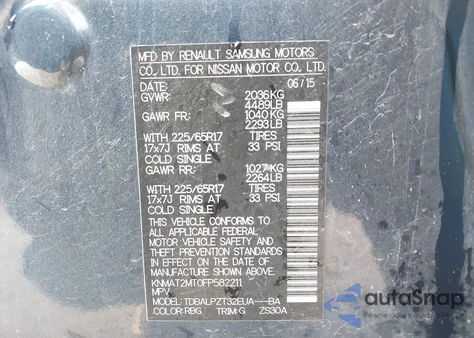 MFD BY RENAULT SAMSUNG MOTORS
CO., LTD. FOR NISSAN MOTOR CO., LTD.
DATE: 06/15
GVWR: 2036KG
4489LB
GAWR FR: 1040KG
2293LB
WITH 225/65R17 TIRES
17x7J RIMS AT 33 PSI
COLD SINGLE
GAWR RR: 1027KG
2264LB
WITH 225/65R17 TIRES
17x7J RIMS AT 33 PSI
COLD SINGLE
THIS VEHICLE CONFORMS TO
ALL APPLICABLE FEDERAL
MOTOR VEHICLE SAFETY AND
THEFT PREVENTION STANDARDS
IN EFFECT ON THE DATE OF
MANUFACTURE SHOWN ABOVE.
KNMAT2MT0FP582211
MPV
MODEL: TDBALPZT32EUA---BA
COLOR: RBG TRIM: G ZS30A
autoSnap